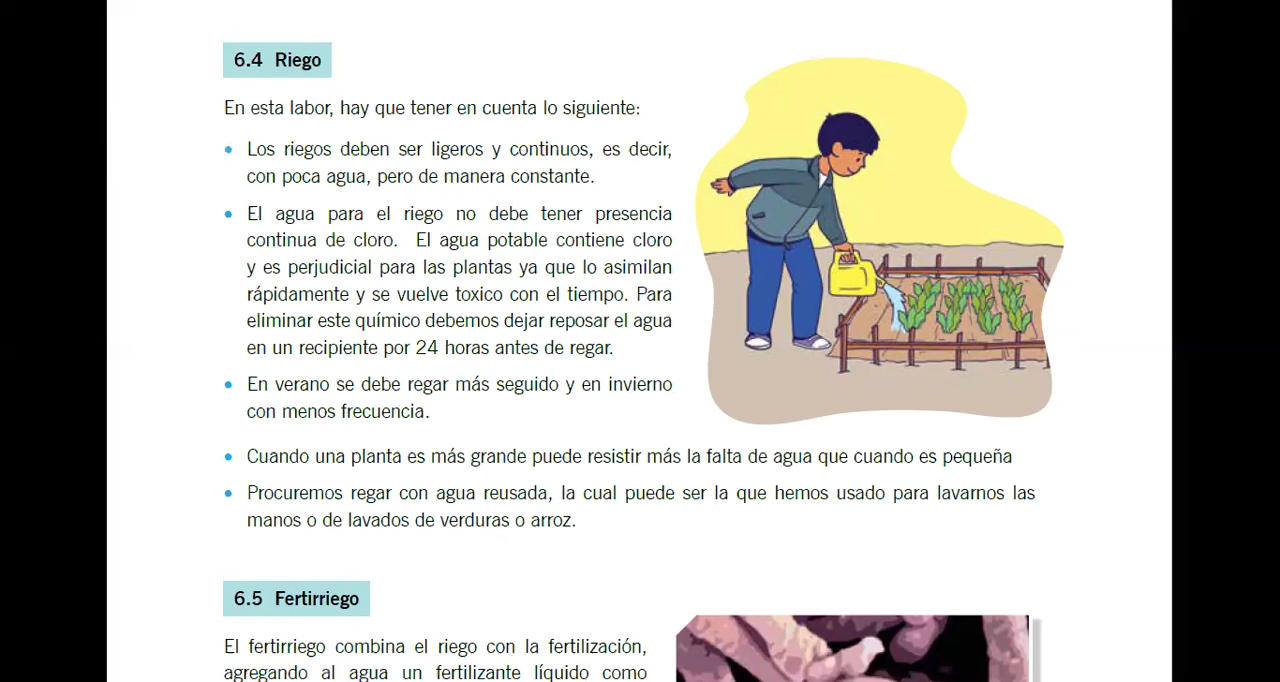 6.4 Riego
En esta labor, hay que tener en cuenta lo siguiente:
• Los riegos deben ser ligeros y continuos, es decir,
con poca agua, pero de manera constante.
• El agua para el riego no debe tener presencia
continua de cloro. El agua potable contiene cloro
y es perjudicial para las plantas ya que lo asimilan
rápidamente y se vuelve toxico con el tiempo. Para
eliminar este químico debemos dejar reposar el agua
en un recipiente por 24 horas antes de regar.
• En verano se debe regar más seguido y en invierno
con menos frecuencia.
• Cuando una planta es más grande puede resistir más la falta de agua que cuando es pequeña
• Procuremos regar con agua reusada, la cual puede ser la que hemos usado para lavarnos las
manos o de lavados de verduras o arroz.
6.5 Fertirriego
El fertirriego combina el riego con la fertilización,
agregando al agua un fertilizante líquido como